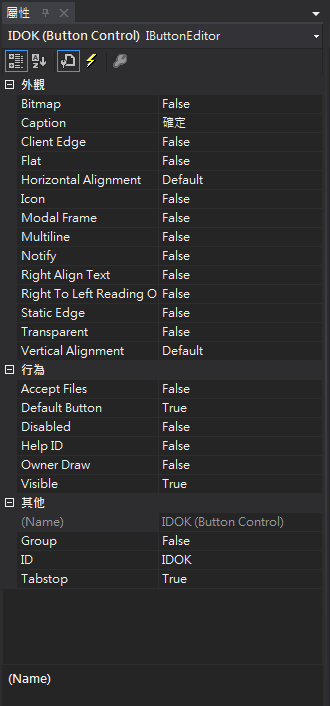 屬性
IDOK (Button Control) IButtonEditor
外觀
Bitmap False
Caption 確定
Client Edge False
Flat False
Horizontal Alignment Default
Icon False
Modal Frame False
Multiline False
Notify False
Right Align Text False
Right To Left Reading O False
Static Edge False
Transparent False
Vertical Alignment Default
行為
Accept Files False
Default Button True
Disabled False
Help ID False
Owner Draw False
Visible True
其他
(Name) IDOK (Button Control)
Group False
ID IDOK
Tabstop True
(Name)